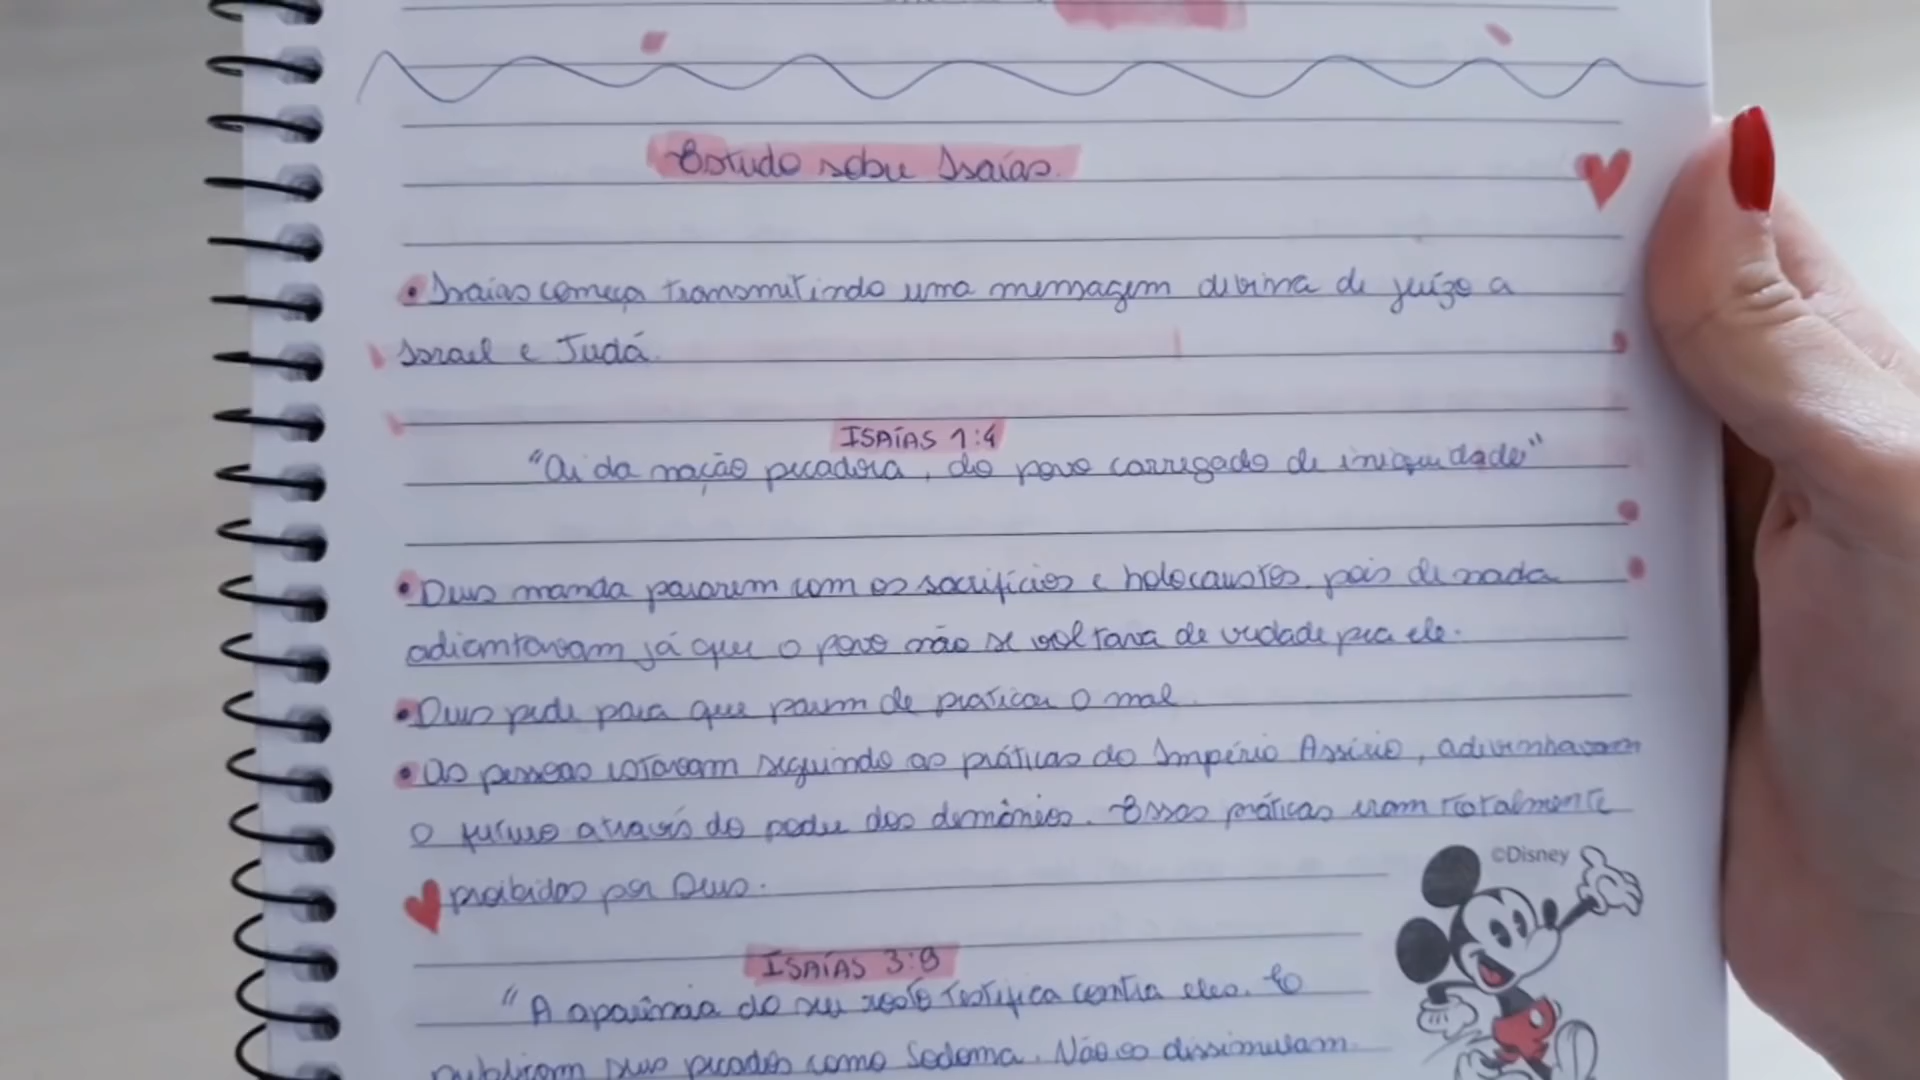 Estudo sobre Isaías.
• Isaias começa transmitindo uma mensagem divina de juízo a
Israel e Judá.
ISAÍAS 1:4
"Ai da nação pecadora, do povo carregado de iniquidade"
• Deus manda pararem com os sacrifícios e holocaustos, pois de nada
adiantavam já que o povo não se voltava de verdade pra ele.
• Deus pede para que parem de praticar o mal.
• As pessoas estavam seguindo as práticas do Império Assírio, adivinhavam
o futuro através do poder dos demônios. Essas práticas eram totalmente
proibidas por Deus.
©Disney
ISAÍAS 3:9
"A aparência do seu rosto testifica contra eles. E
publicam seus pecados como Sodoma. Não os dissimulam